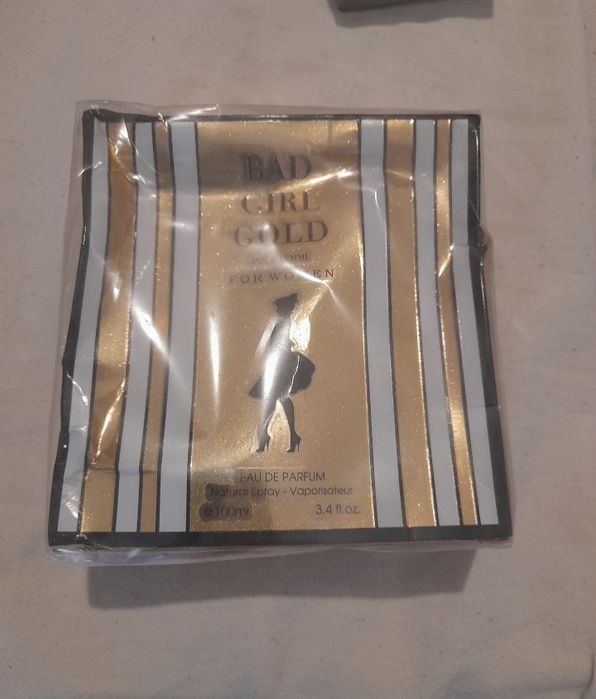 BAD
GIRL
GOLD
POUR FEMME
FOR WOMEN
EAU DE PARFUM
Natural Spray - Vaporisateur
e 100ml 3.4 fl.oz.